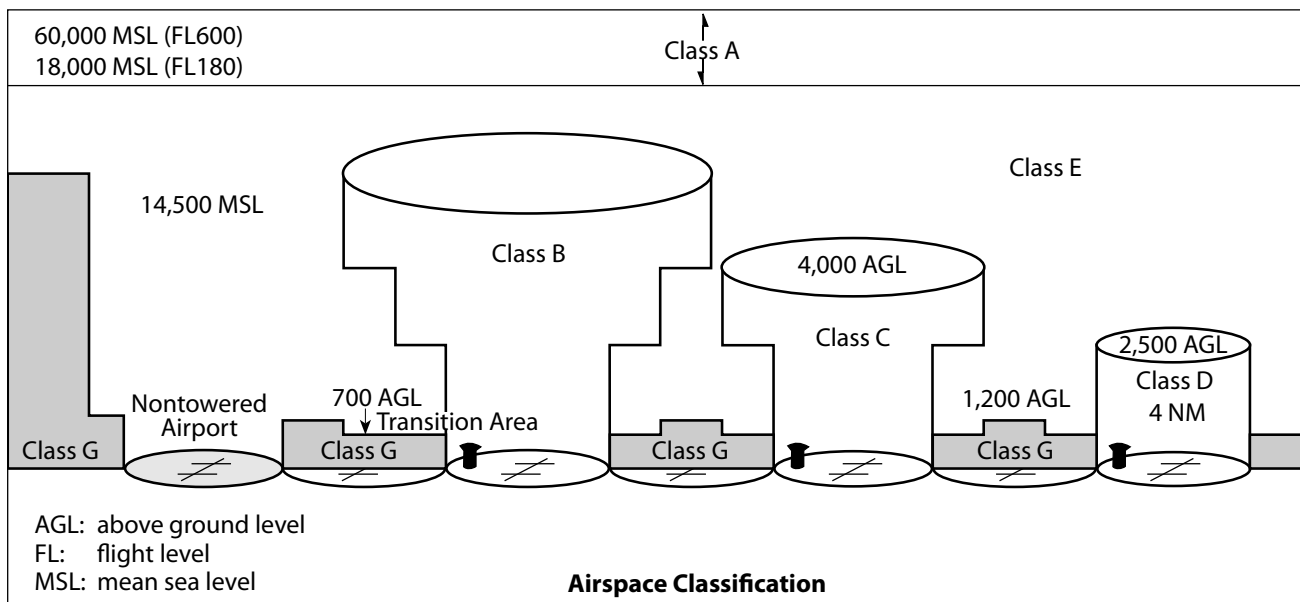 60,000 MSL (FL600)
18,000 MSL (FL180)
Class A
Class E
14,500 MSL
Class B
4,000 AGL
Class C
2,500 AGL
Class D
4 NM
700 AGL
Transition Area
1,200 AGL
Nontowered
Airport
Class G
Class G
Class G
Class G
AGL: above ground level
FL: flight level
MSL: mean sea level
Airspace Classification